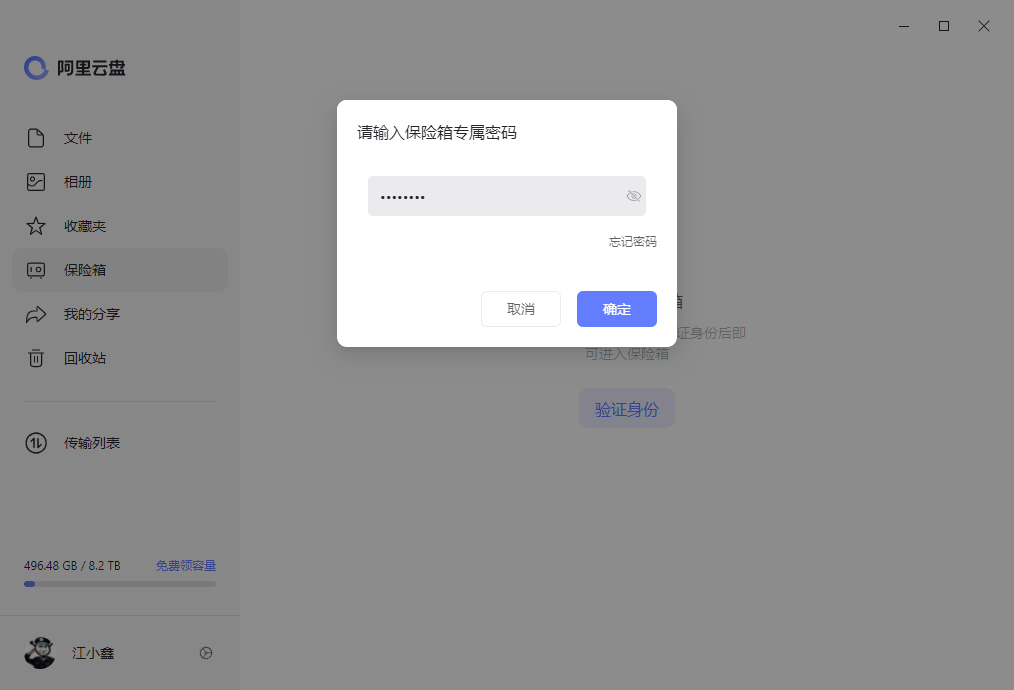 阿里云盘
文件
相册
收藏夹
保险箱
我的分享
回收站
传输列表
496.48 GB / 8.2 TB
免费领容量
江小鑫
请输入保险箱专属密码
••••••••
忘记密码
取消
确定
箱
证身份后即
可进入保险箱
验证身份